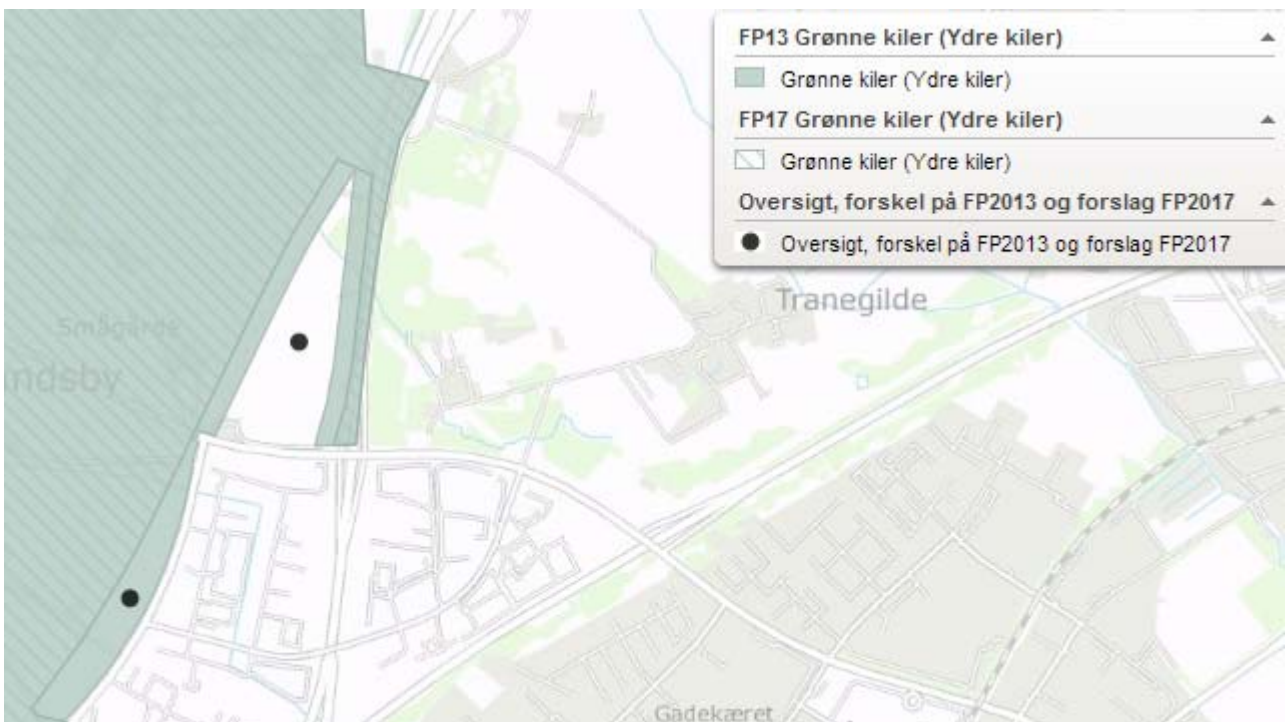 FP13 Grønne kiler (Ydre kiler)
Grønne kiler (Ydre kiler)
FP17 Grønne kiler (Ydre kiler)
Grønne kiler (Ydre kiler)
Oversigt, forskel på FP2013 og forslag FP2017
Oversigt, forskel på FP2013 og forslag FP2017
Tranegilde
ndsby
Gadekæret